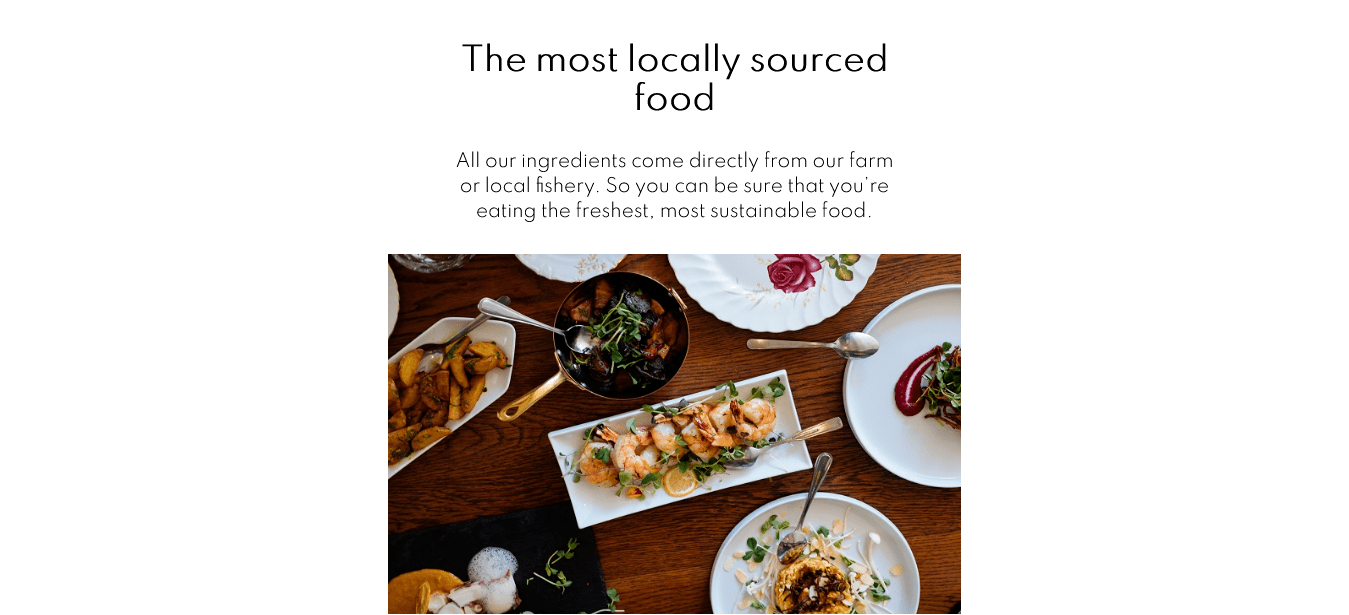 The most locally sourced
food
All our ingredients come directly from our farm
or local fishery. So you can be sure that you're
eating the freshest, most sustainable food.